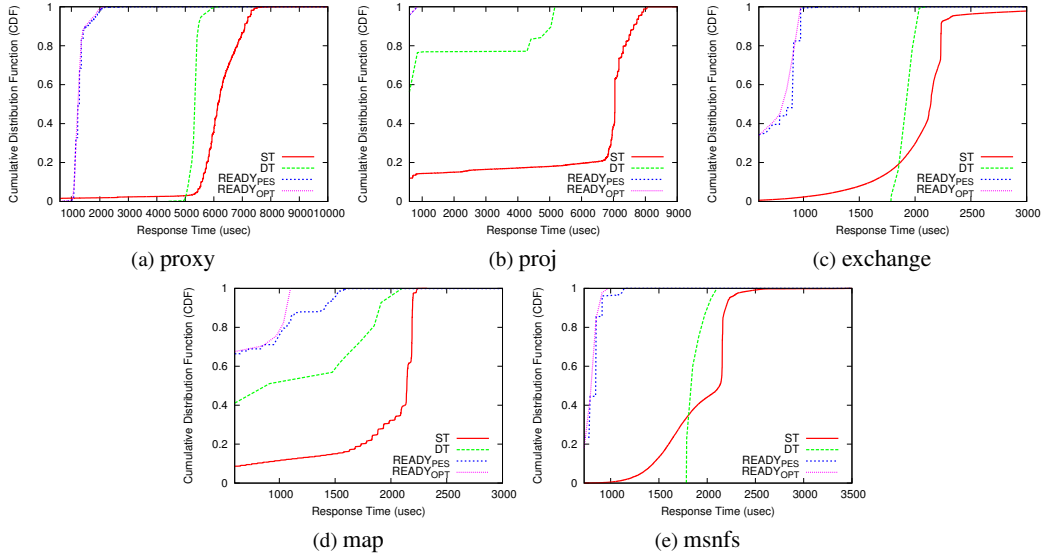 Cumulative Distribution Function (CDF)
1
0.8
0.6
0.4
0.2
0
ST
DT
READY_PES
READY_OPT
1000 2000 3000 4000 5000 6000 7000 8000 9000 10000
Response Time (usec)
(a) proxy
Cumulative Distribution Function (CDF)
1
0.8
0.6
0.4
0.2
0
ST
DT
READY_PES
READY_OPT
1000 2000 3000 4000 5000 6000 7000 8000 9000
Response Time (usec)
(b) proj
Cumulative Distribution Function (CDF)
1
0.8
0.6
0.4
0.2
0
ST
DT
READY_PES
READY_OPT
1000 1500 2000 2500 3000
Response Time (usec)
(c) exchange
Cumulative Distribution Function (CDF)
1
0.8
0.6
0.4
0.2
0
ST
DT
READY_PES
READY_OPT
1000 1500 2000 2500 3000
Response Time (usec)
(d) map
Cumulative Distribution Function (CDF)
1
0.8
0.6
0.4
0.2
0
ST
DT
READY_PES
READY_OPT
1000 1500 2000 2500 3000 3500
Response Time (usec)
(e) msnfs